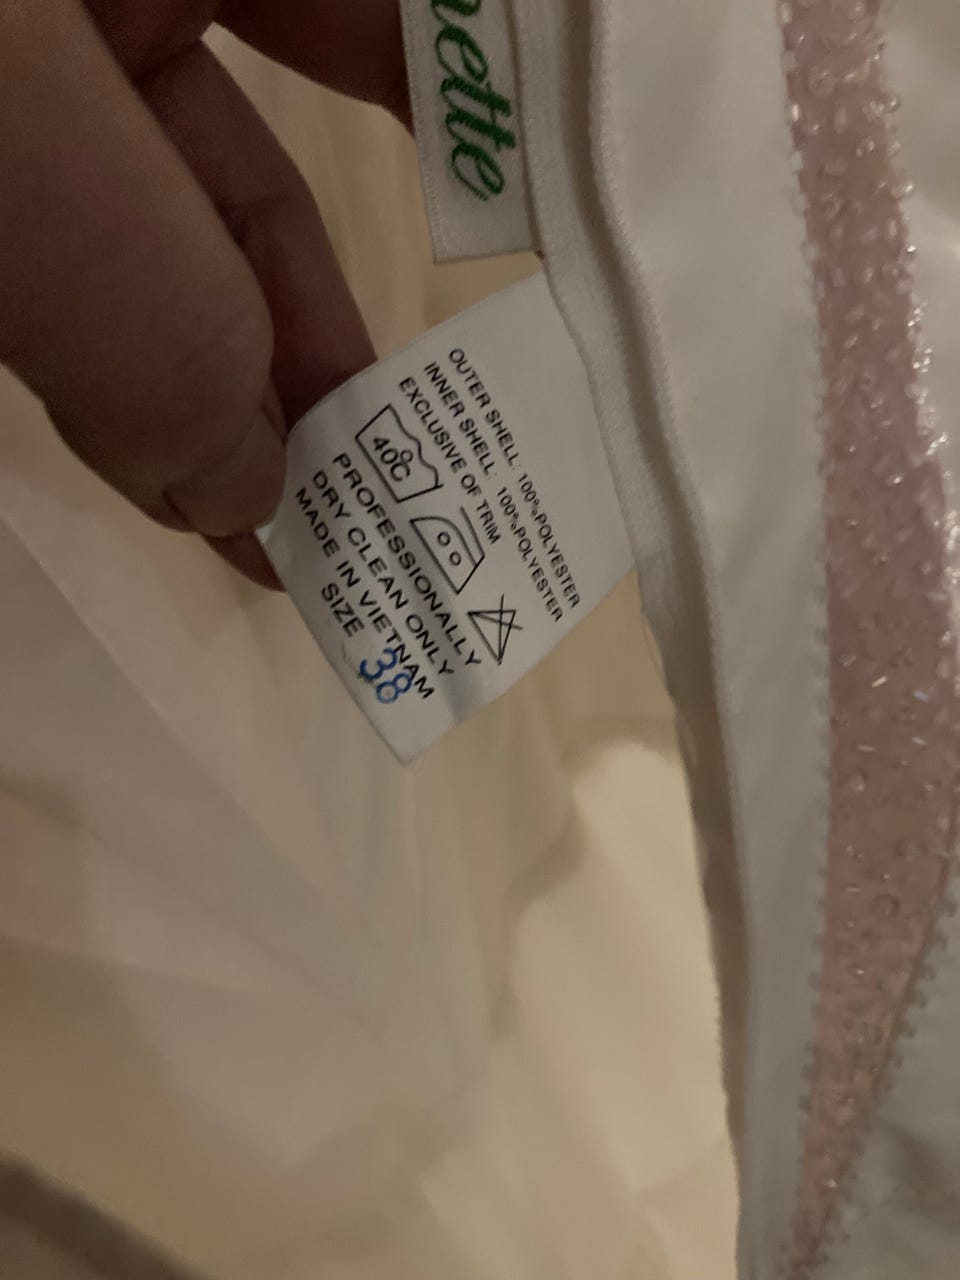 nette
OUTER SHELL: 100%POLYESTER
INNER SHELL: 100%POLYESTER
EXCLUSIVE OF TRIM
40°C
PROFESSIONALLY
DRY CLEAN ONLY
MADE IN VIETNAM
SIZE 38